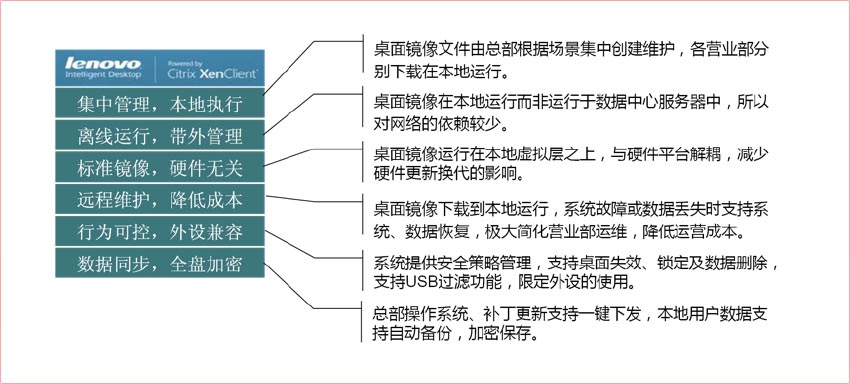 lenovo
Intelligent Desktop
Powered by
Citrix XenClient
集中管理，本地执行
离线运行，带外管理
标准镜像，硬件无关
远程维护，降低成本
行为可控，外设兼容
数据同步，全盘加密
桌面镜像文件由总部根据场景集中创建维护，各营业部分
别下载在本地运行。
桌面镜像在本地运行而非运行于数据中心服务器中，所以
对网络的依赖较少。
桌面镜像运行在本地虚拟层之上，与硬件平台解耦，减少
硬件更新换代的影响。
桌面镜像下载到本地运行，系统故障或数据丢失时支持系
统、数据恢复，极大简化营业部运维，降低运营成本。
系统提供安全策略管理，支持桌面失效、锁定及数据删除，
支持USB过滤功能，限定外设的使用。
总部操作系统、补丁更新支持一键下发，本地用户数据支
持自动备份，加密保存。